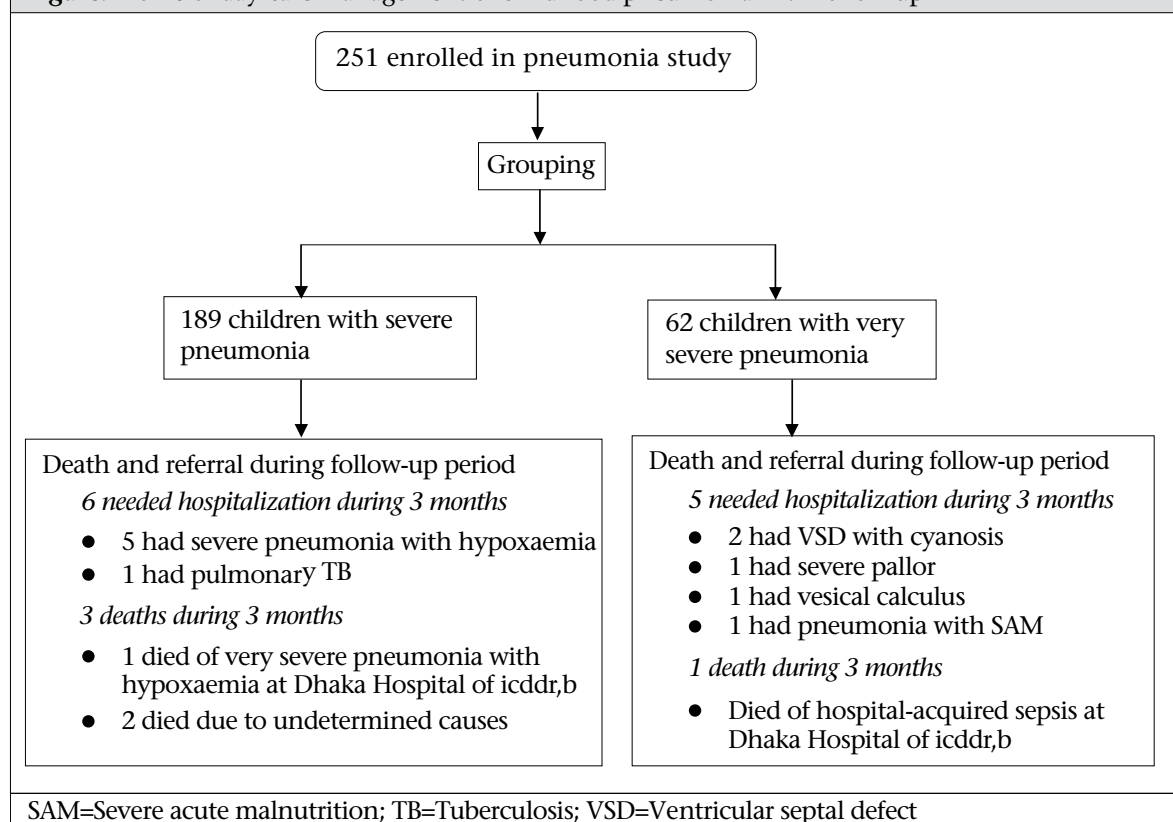 251 enrolled in pneumonia study
Grouping
189 children with severe
pneumonia
62 children with very
severe pneumonia
Death and referral during follow-up period
6 needed hospitalization during 3 months
● 5 had severe pneumonia with hypoxaemia
● 1 had pulmonary TB
3 deaths during 3 months
● 1 died of very severe pneumonia with
hypoxaemia at Dhaka Hospital of icddr,b
● 2 died due to undetermined causes
Death and referral during follow-up period
5 needed hospitalization during 3 months
● 2 had VSD with cyanosis
● 1 had severe pallor
● 1 had vesical calculus
● 1 had pneumonia with SAM
1 death during 3 months
● Died of hospital-acquired sepsis at
Dhaka Hospital of icddr,b
SAM=Severe acute malnutrition; TB=Tuberculosis; VSD=Ventricular septal defect